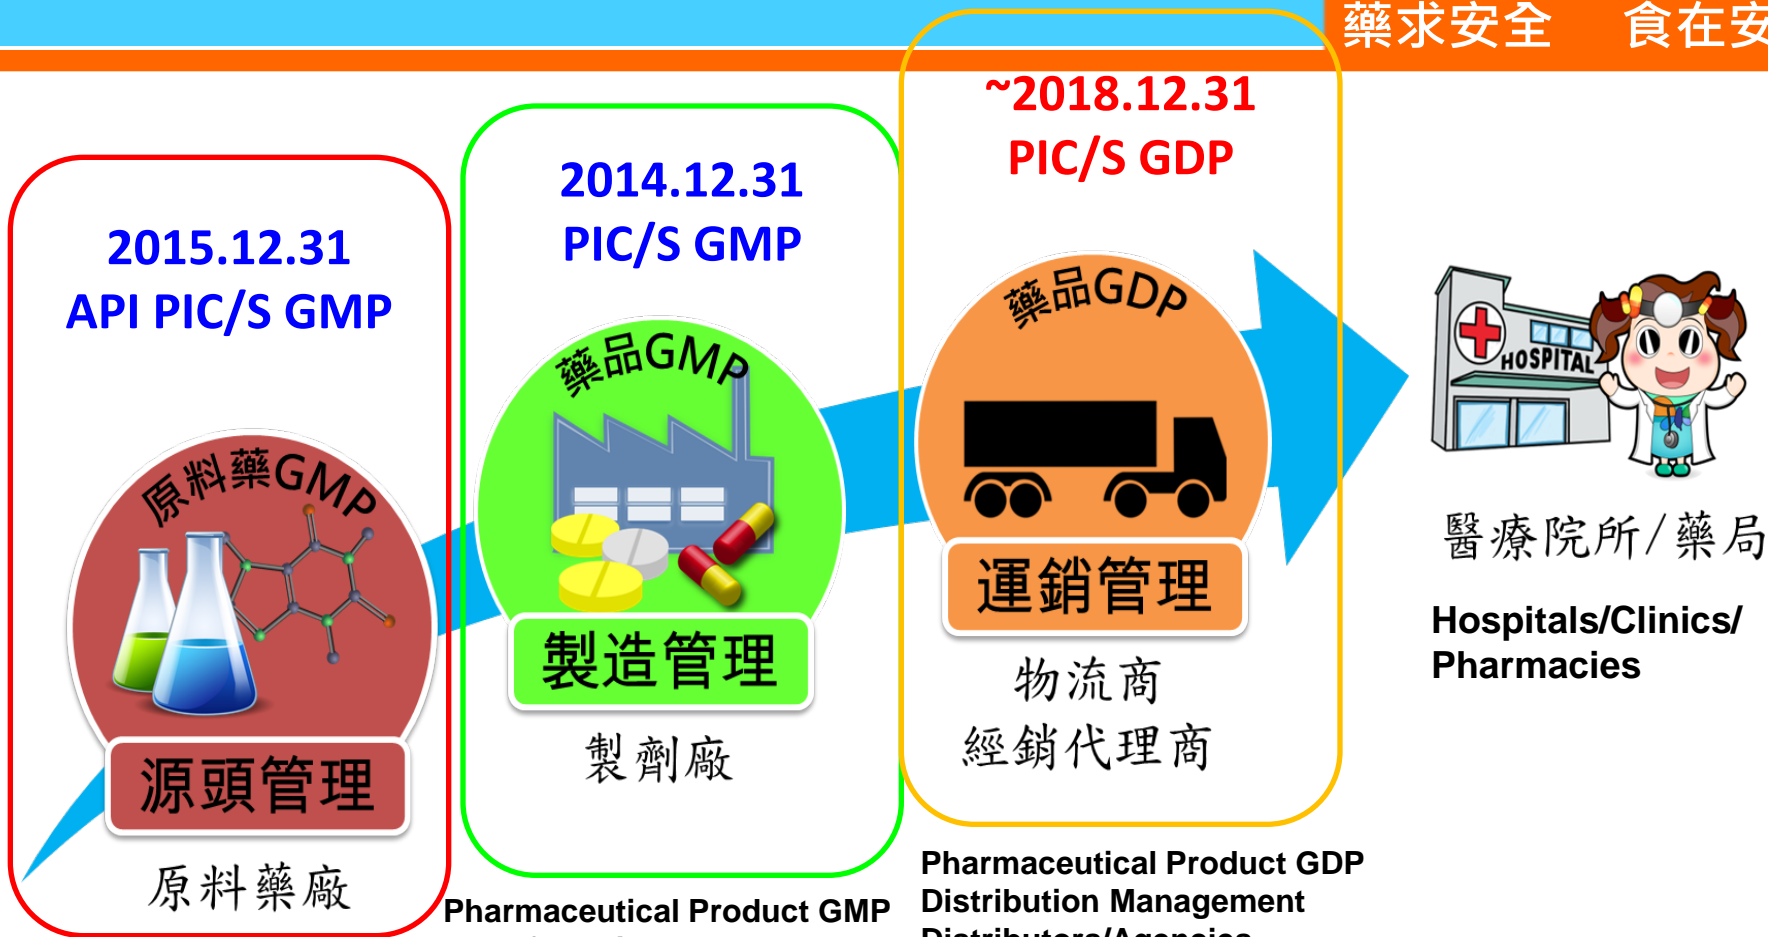 藥求安全 食在安
2015.12.31
API PIC/S GMP
原料藥GMP
源頭管理
原料藥廠
2014.12.31
PIC/S GMP
藥品GMP
製造管理
製劑廠
Pharmaceutical Product GMP
~2018.12.31
PIC/S GDP
藥品GDP
運銷管理
物流商
經銷代理商
Pharmaceutical Product GDP
Distribution Management
Distributors/Agencies
HOSPITAL
醫療院所/藥局
Hospitals/Clinics/
Pharmacies